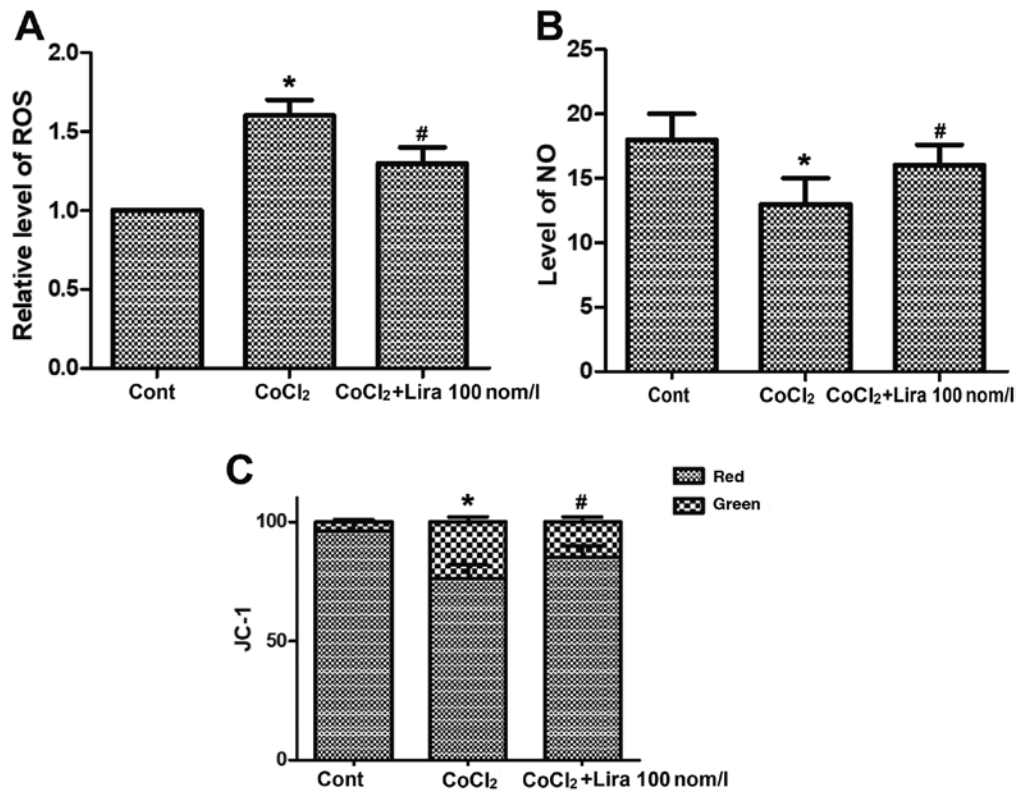 A
Relative level of ROS
2.0
1.5
1.0
0.5
0.0
*
#
Cont
CoCl₂
CoCl₂+Lira 100 nom/l
B
Level of NO
25
20
15
10
5
0
*
#
Cont
CoCl₂
CoCl₂+Lira 100 nom/l
C
JC-1
100
50
0
*
#
Cont
CoCl₂
CoCl₂+Lira 100 nom/l
Red
Green